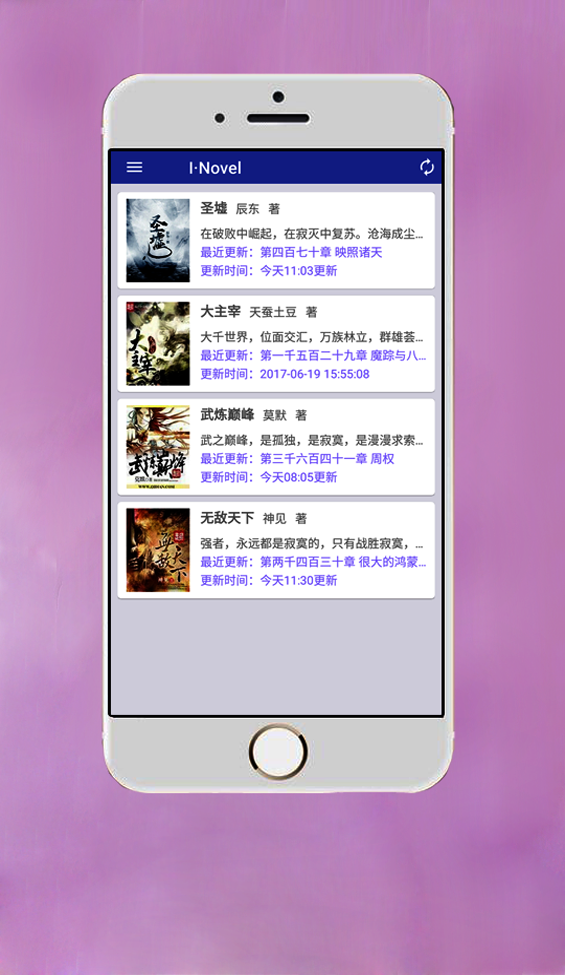 I·Novel
圣墟 辰东 著
在破败中崛起，在寂灭中复苏。沧海成尘...
最近更新：第四百七十章 映照诸天
更新时间：今天11:03更新
圣墟
大主宰 天蚕土豆 著
大千世界，位面交汇，万族林立，群雄荟...
最近更新：第一千五百二十九章 魔踪与八...
更新时间：2017-06-19 15:55:08
大主宰
武炼巅峰 莫默 著
武之巅峰，是孤独，是寂寞，是漫漫求索...
最近更新：第三千六百四十一章 周权
更新时间：今天08:05更新
武炼巅峰
无敌天下 神见 著
强者，永远都是寂寞的，只有战胜寂寞，...
最近更新：第两千四百三十章 很大的鸿蒙...
更新时间：今天11:30更新